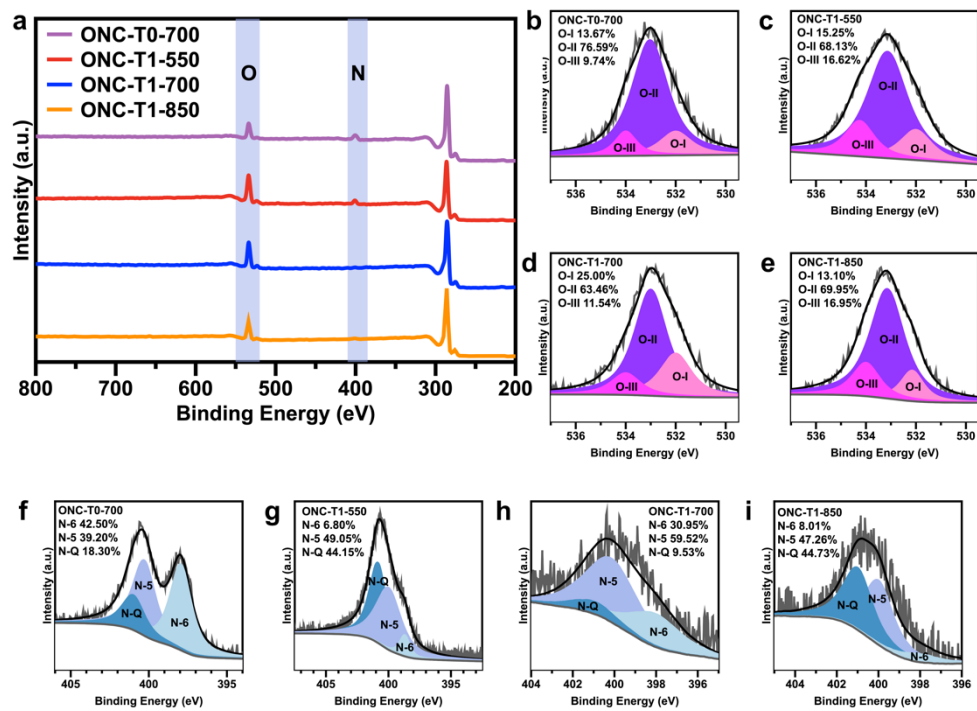 a
ONC-T0-700
ONC-T1-550
ONC-T1-700
ONC-T1-850
O
N
Intensity (a.u.)
800 700 600 500 400 300 200
Binding Energy (eV)
b
ONC-T0-700
O-I 13.67%
O-II 76.59%
O-III 9.74%
O-II
O-III
O-I
536 534 532 530
Binding Energy (eV)
c
ONC-T1-550
O-I 15.25%
O-II 68.13%
O-III 16.62%
O-II
O-III
O-I
Intensity (a.u.)
536 534 532 530
Binding Energy (eV)
d
ONC-T1-700
O-I 25.00%
O-II 63.46%
O-III 11.54%
O-II
O-III
O-I
Intensity (a.u.)
536 534 532 530
Binding Energy (eV)
e
ONC-T1-850
O-I 13.10%
O-II 69.95%
O-III 16.95%
O-II
O-III
O-I
Intensity (a.u.)
536 534 532 530
Binding Energy (eV)
f
ONC-T0-700
N-6 42.50%
N-5 39.20%
N-Q 18.30%
N-5
N-Q
N-6
Intensity (a.u.)
405 400 395
Binding Energy (eV)
g
ONC-T1-550
N-6 6.80%
N-5 49.05%
N-Q 44.15%
N-Q
N-5
N-6
Intensity (a.u.)
405 400 395
Binding Energy (eV)
h
ONC-T1-700
N-6 30.95%
N-5 59.52%
N-Q 9.53%
N-5
N-Q
N-6
Intensity (a.u.)
404 402 400 398 396
Binding Energy (eV)
i
ONC-T1-850
N-6 8.01%
N-5 47.26%
N-Q 44.73%
N-Q
N-5
N-6
Intensity (a.u.)
404 402 400 398 396
Binding Energy (eV)